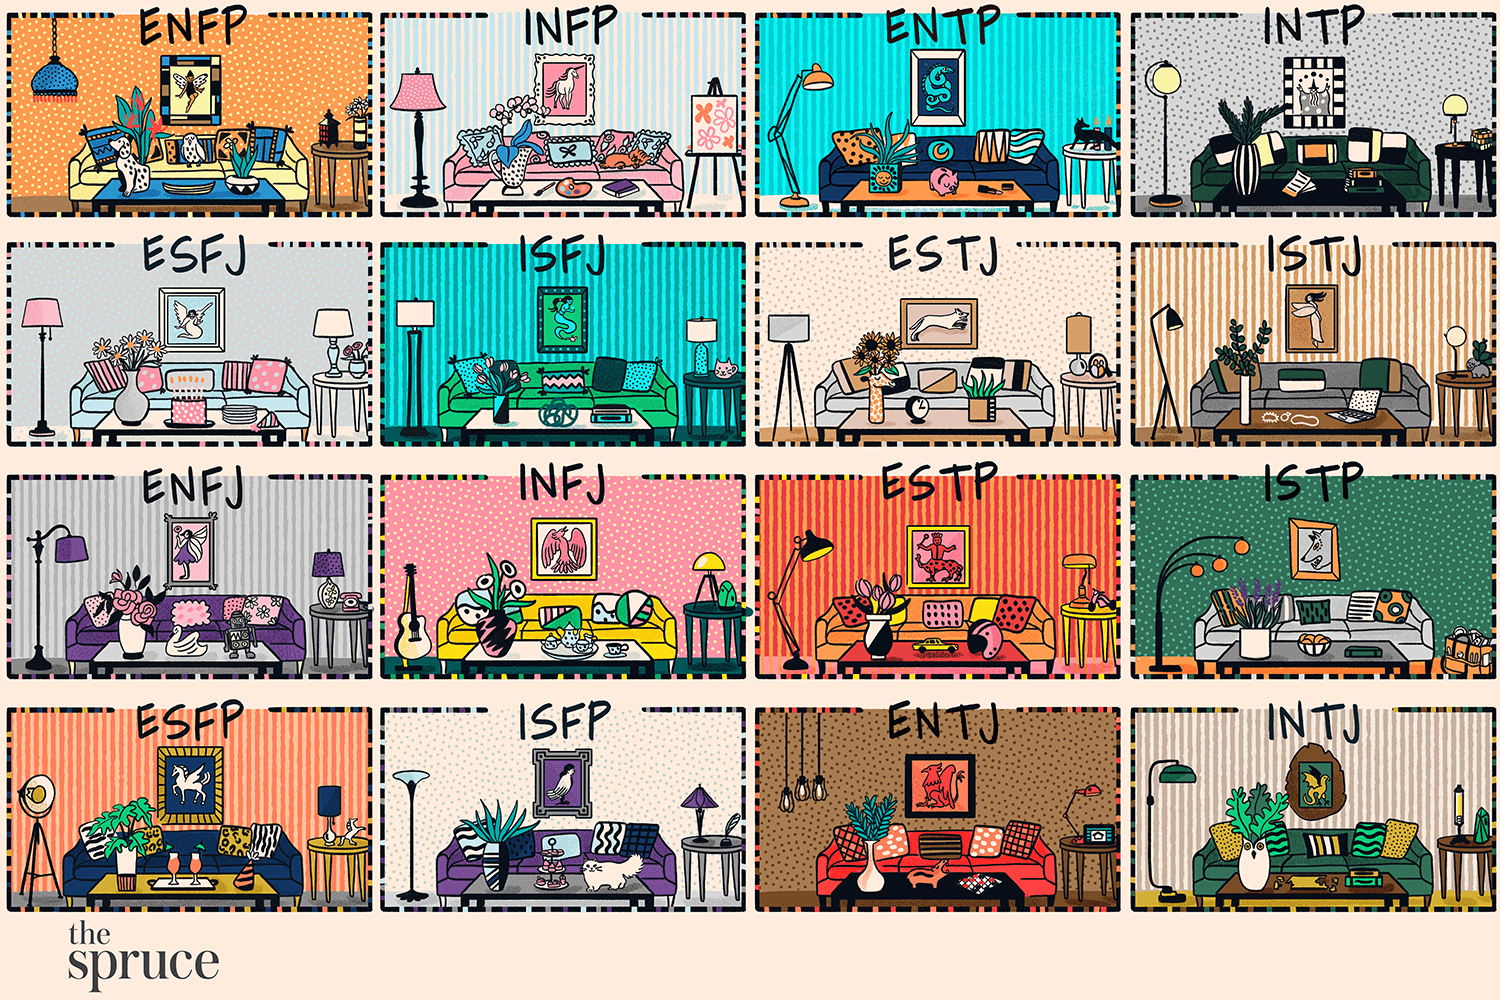 ENFP INFP ENTP INTP
ESFJ ISFJ ESTJ ISTJ
ENFJ INFJ ESTP ISTP
ESFP ISFP ENTJ INTJ
the
spruce